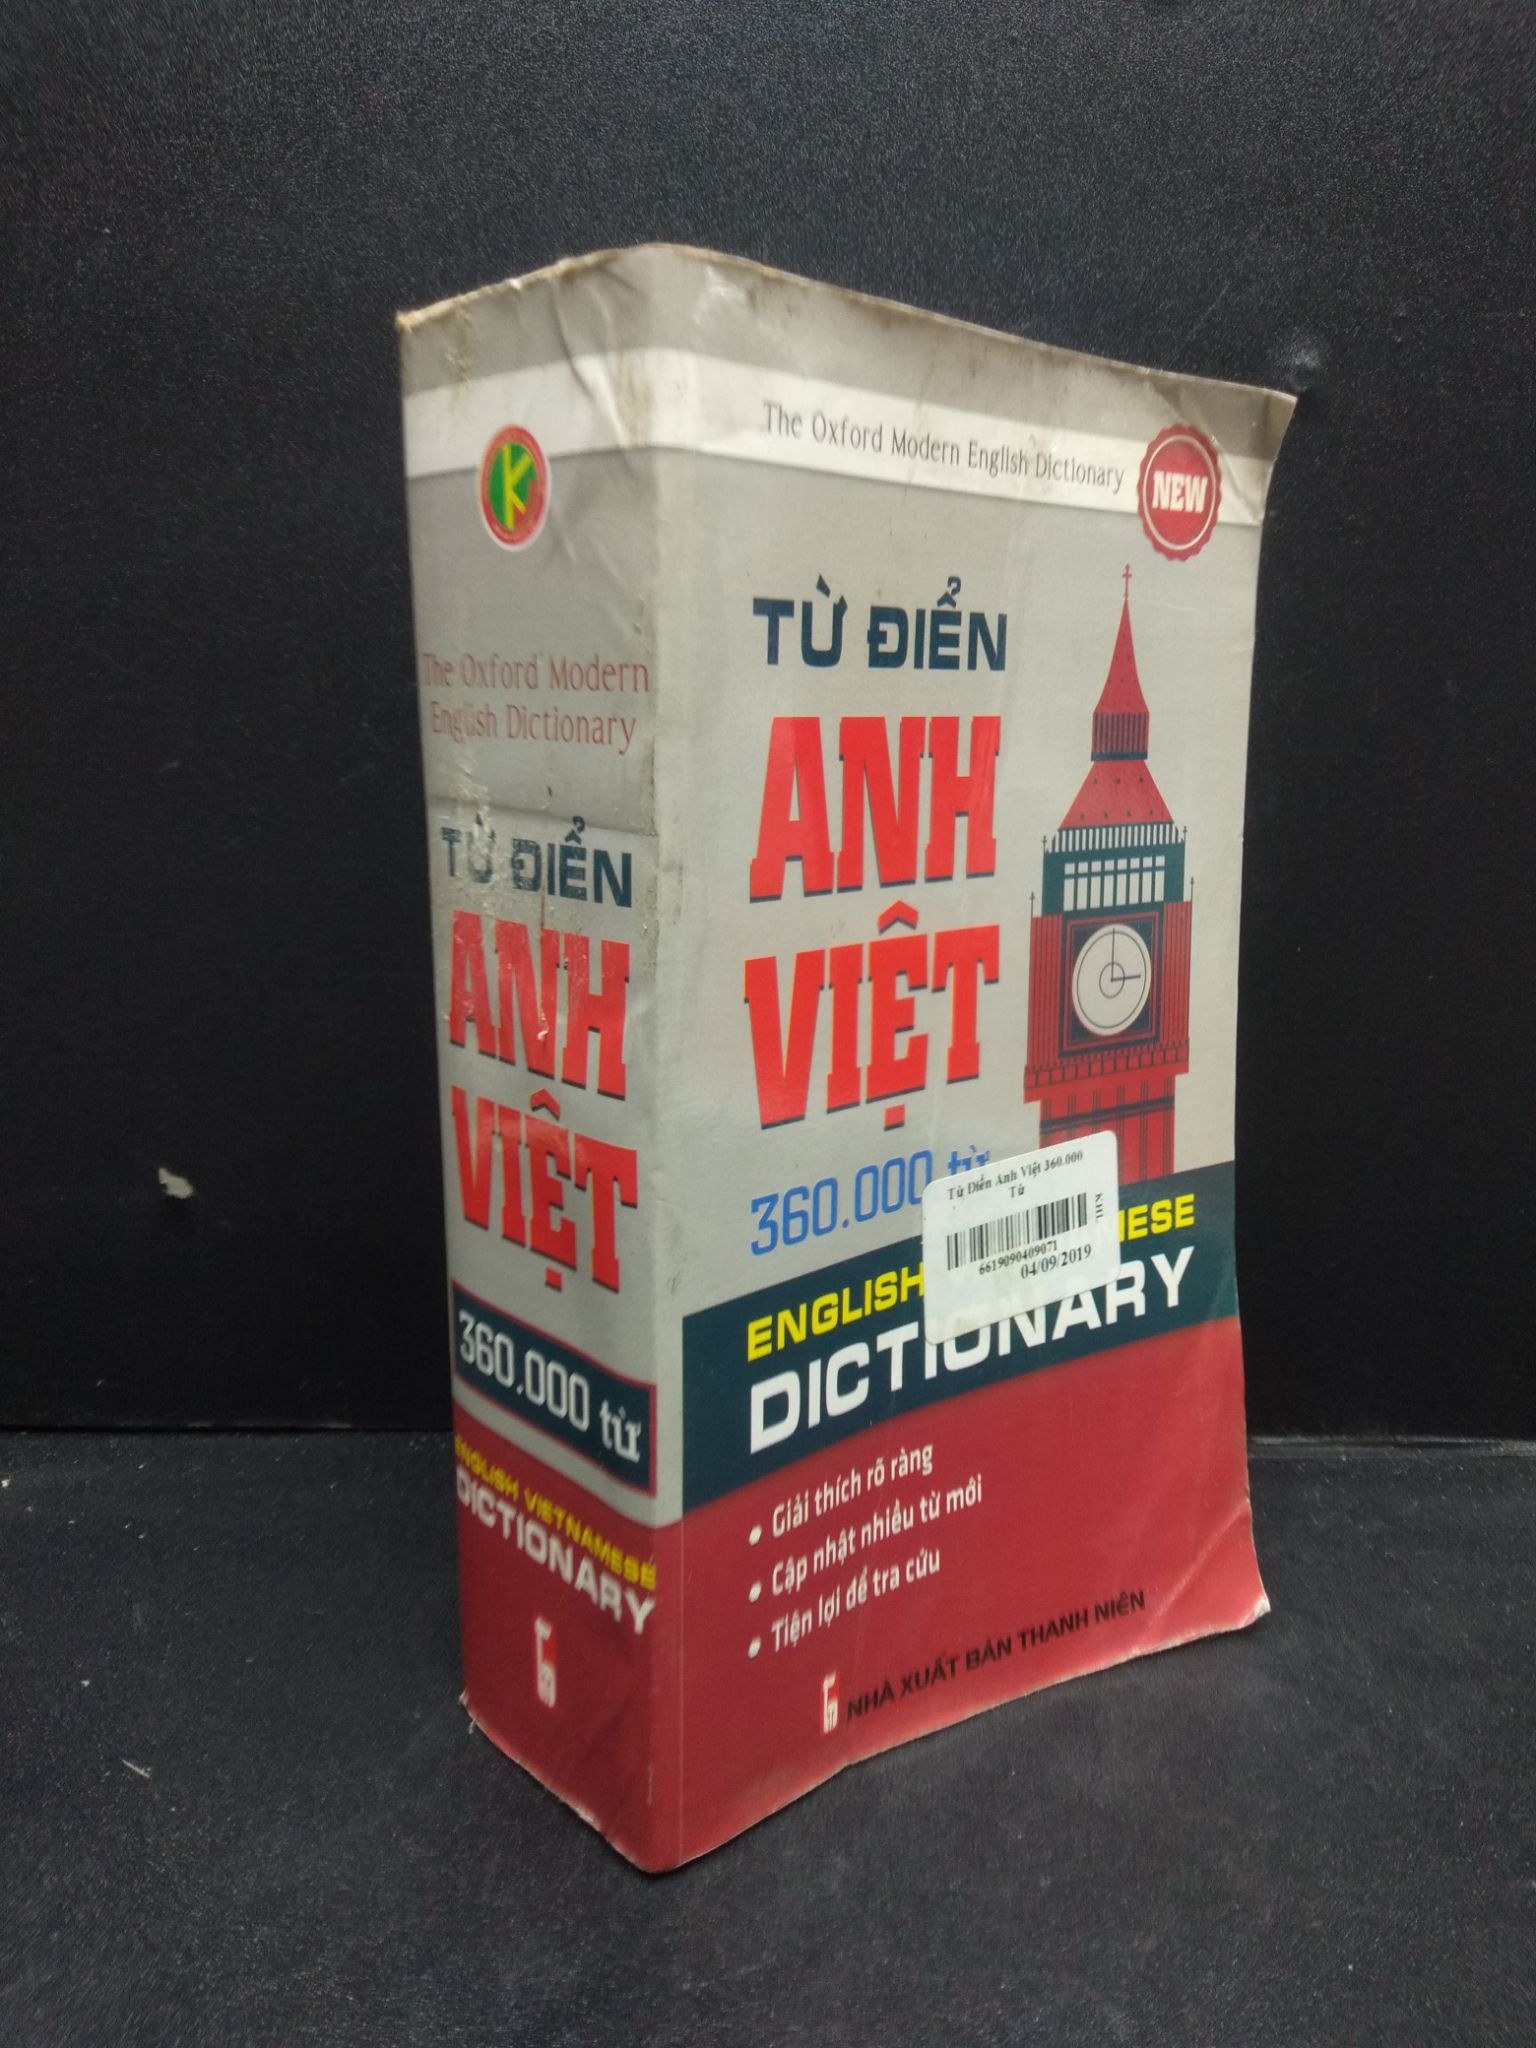 The Oxford Modern
English Dictionary
TỪ ĐIỂN
ANH
VIỆT
360.000 từ
ENGLISH VIETNAMESE
DICTIONARY
The Oxford Modern English Dictionary
NEW
TỪ ĐIỂN
ANH
VIỆT
360.000 từ
Từ Điển Anh Việt 360.000
Từ
KHL
6619090409071
04/09/2019
ENGLISH MESE
DICTIONARY
• Giải thích rõ ràng
• Cập nhật nhiều từ mới
• Tiện lợi để tra cứu
NHÀ XUẤT BẢN THANH NIÊN